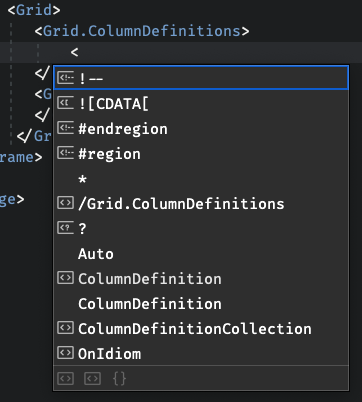 <Grid>
<Grid.ColumnDefinitions>
<
</
!--
<G
![CDATA[
</
#endregion
</Gr
#region
rame>
*
/Grid.ColumnDefinitions
ge>
?
Auto
ColumnDefinition
ColumnDefinition
ColumnDefinitionCollection
OnIdiom